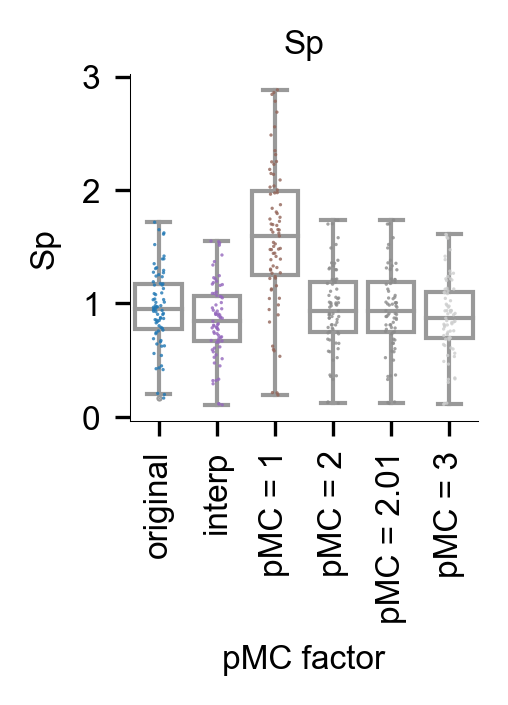 Sp
Sp
3
2
1
0
original
interp
pMC = 1
pMC = 2
pMC = 2.01
pMC = 3
pMC factor